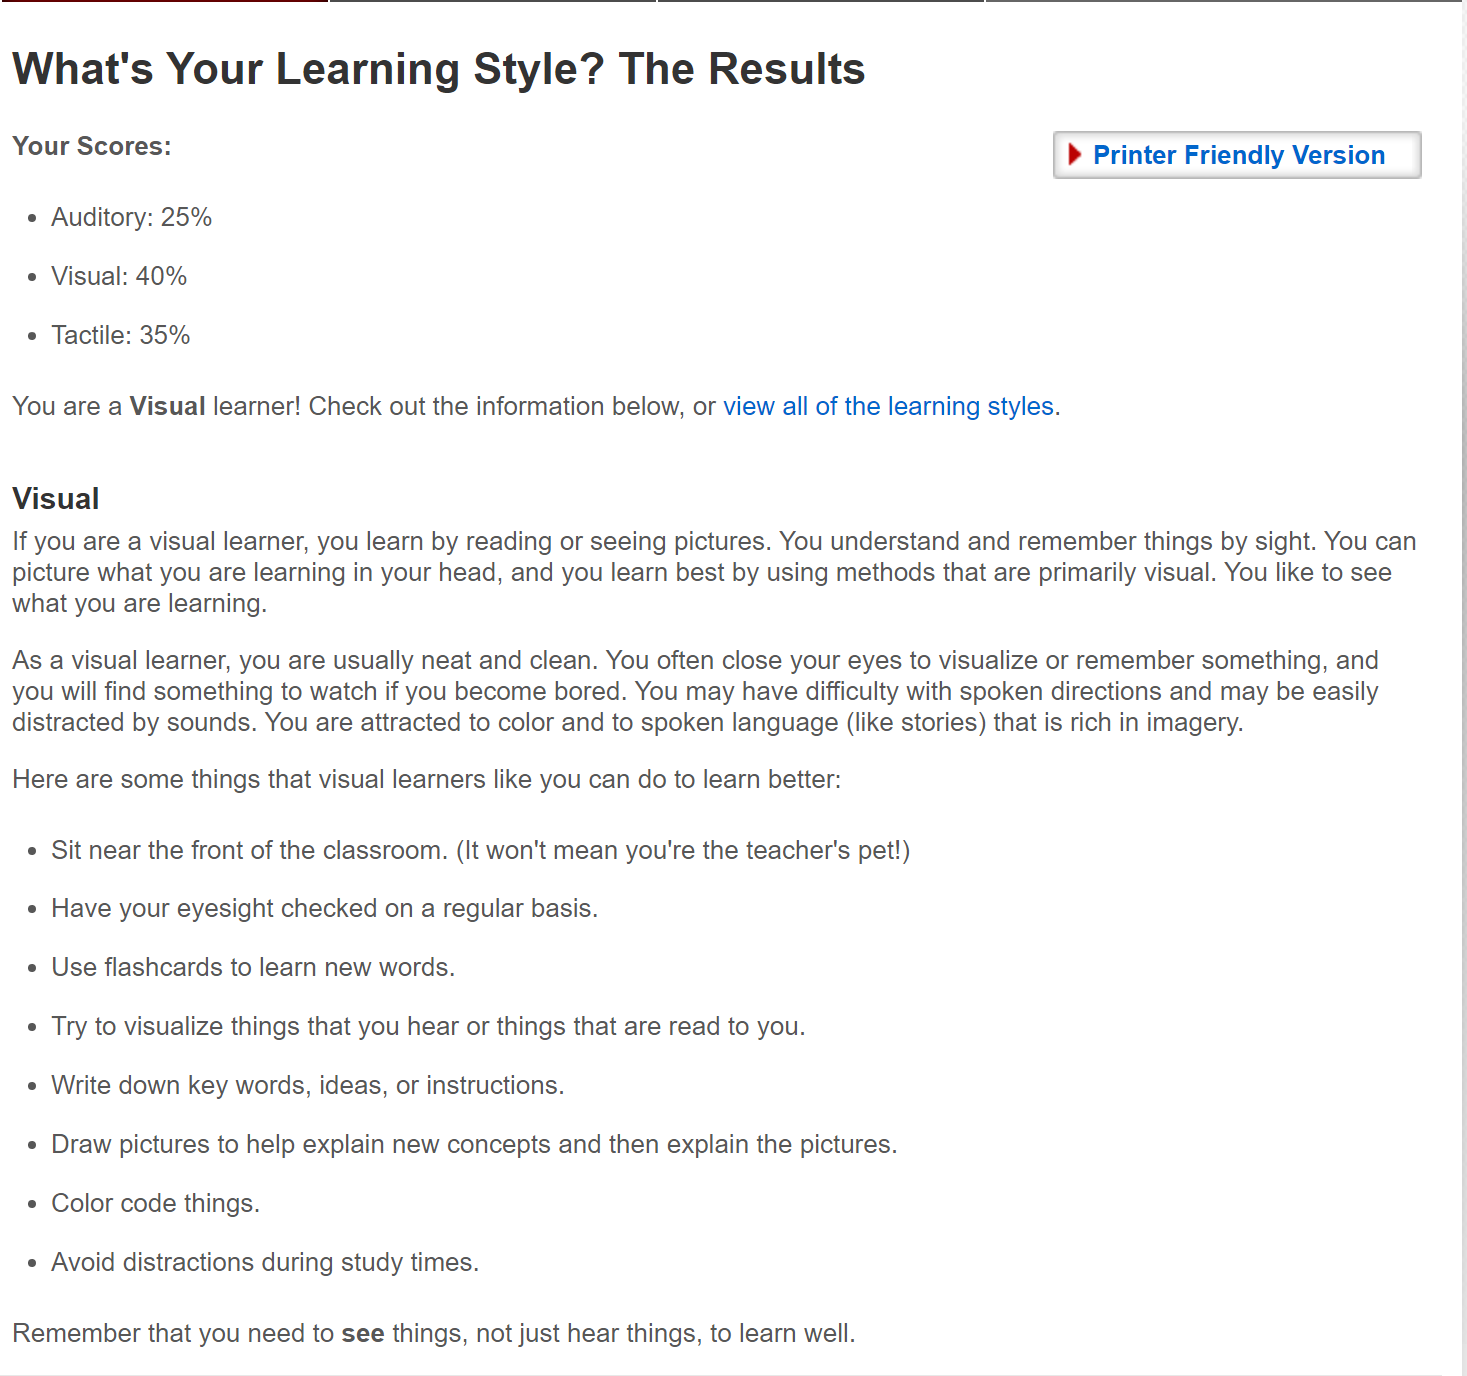 What's Your Learning Style? The Results
Your Scores:
Printer Friendly Version
• Auditory: 25%
• Visual: 40%
• Tactile: 35%
You are a Visual learner! Check out the information below, or view all of the learning styles.
Visual
If you are a visual learner, you learn by reading or seeing pictures. You understand and remember things by sight. You can
picture what you are learning in your head, and you learn best by using methods that are primarily visual. You like to see
what you are learning.
As a visual learner, you are usually neat and clean. You often close your eyes to visualize or remember something, and
you will find something to watch if you become bored. You may have difficulty with spoken directions and may be easily
distracted by sounds. You are attracted to color and to spoken language (like stories) that is rich in imagery.
Here are some things that visual learners like you can do to learn better:
• Sit near the front of the classroom. (It won't mean you're the teacher's pet!)
• Have your eyesight checked on a regular basis.
• Use flashcards to learn new words.
• Try to visualize things that you hear or things that are read to you.
• Write down key words, ideas, or instructions.
• Draw pictures to help explain new concepts and then explain the pictures.
• Color code things.
• Avoid distractions during study times.
Remember that you need to see things, not just hear things, to learn well.